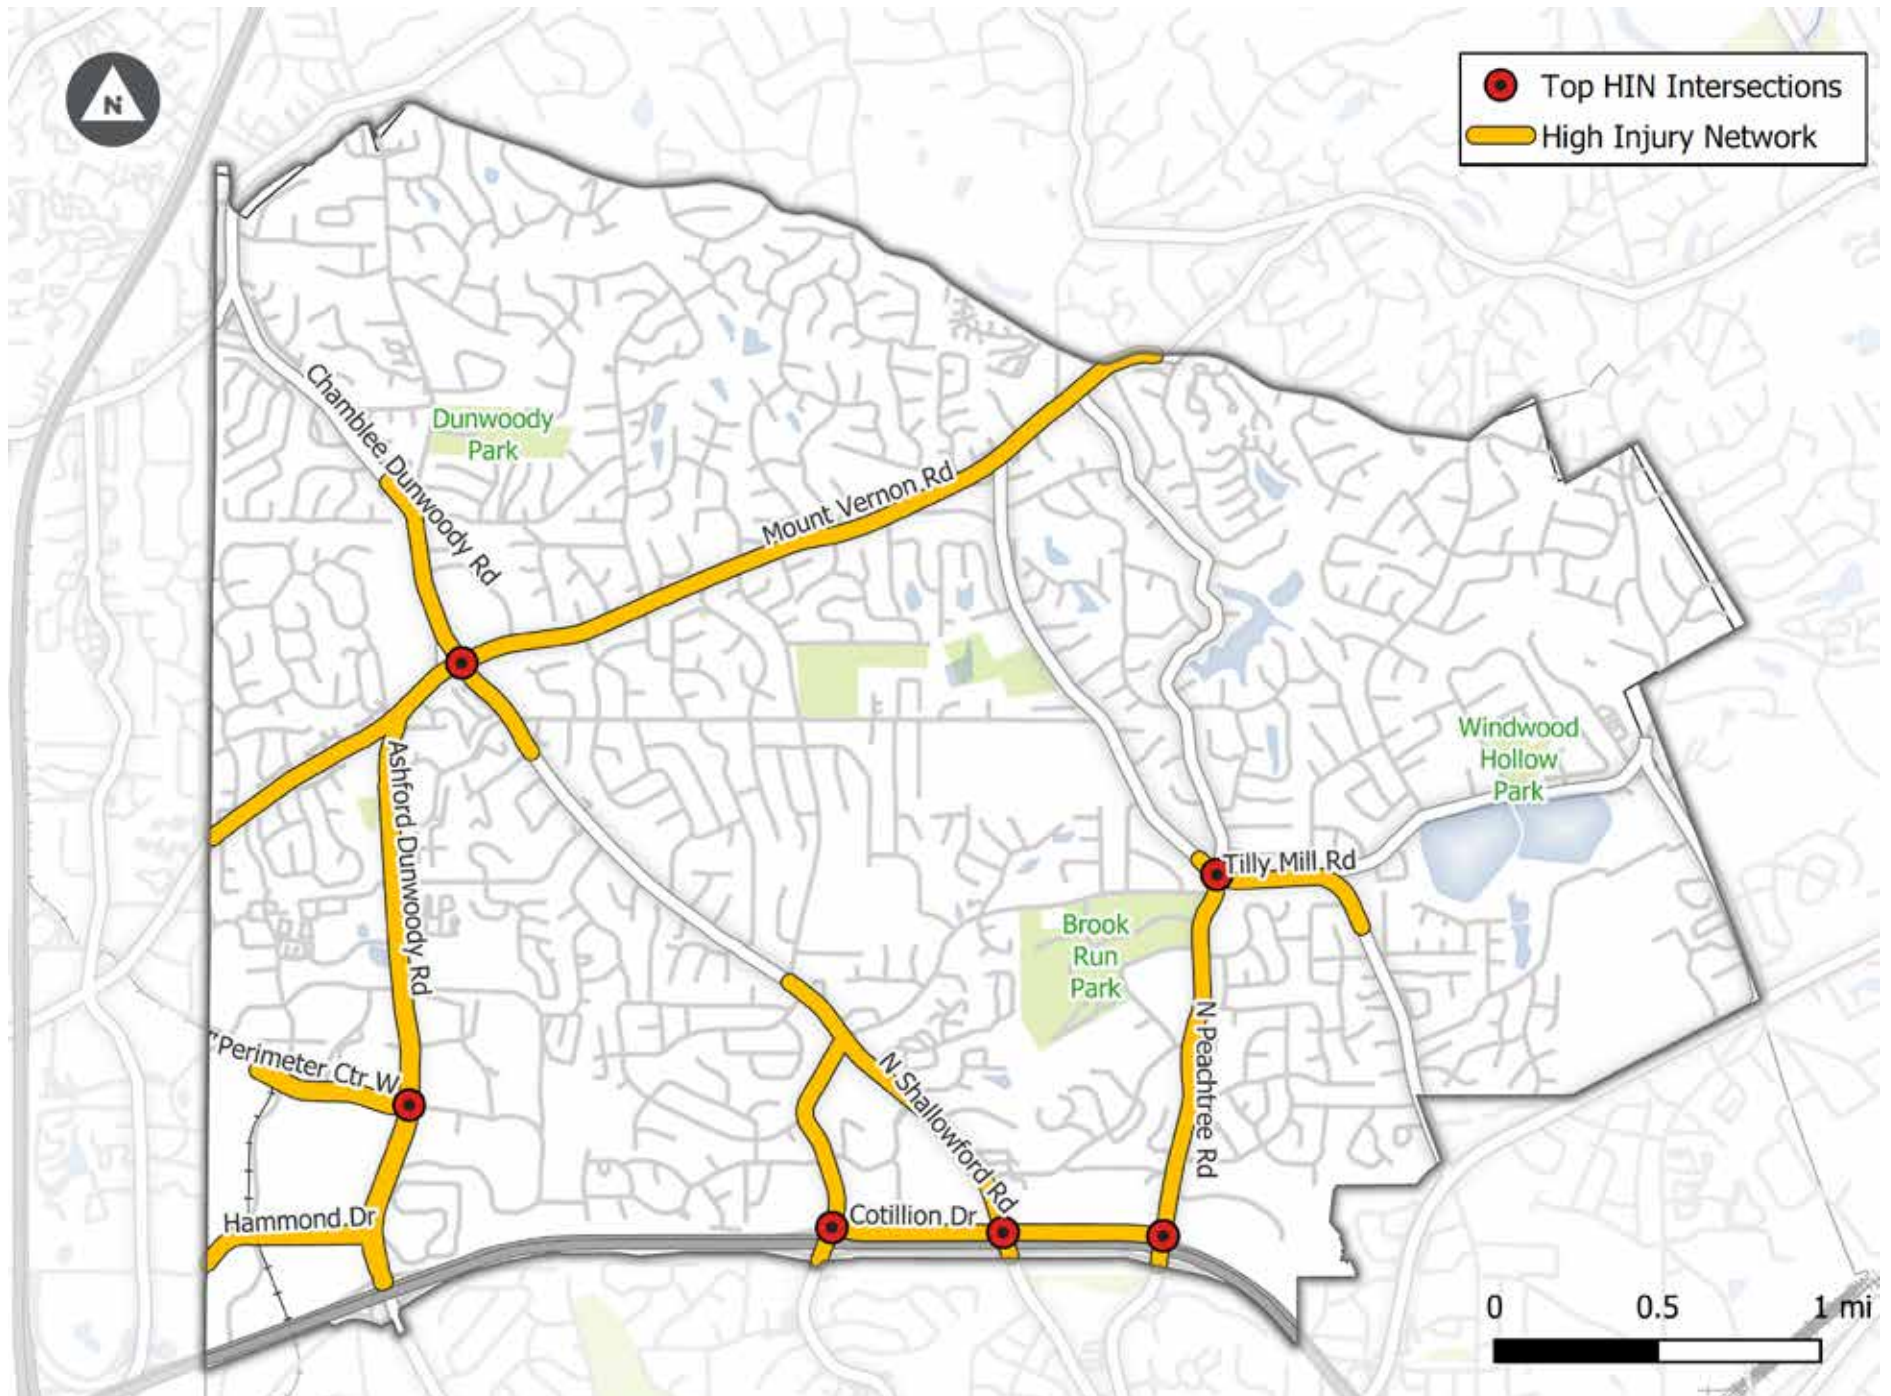 N
Top HIN Intersections
High Injury Network
Chamblee Dunwoody Rd
Dunwoody
Park
Mount Vernon Rd
Windwood
Hollow
Park
Ashford Dunwoody Rd
Tilly Mill Rd
Brook
Run
Park
N Peachtree Rd
Perimeter Ctr W
N Shallowford Rd
Hammond Dr
Cotillion Dr
0 0.5 1 mi